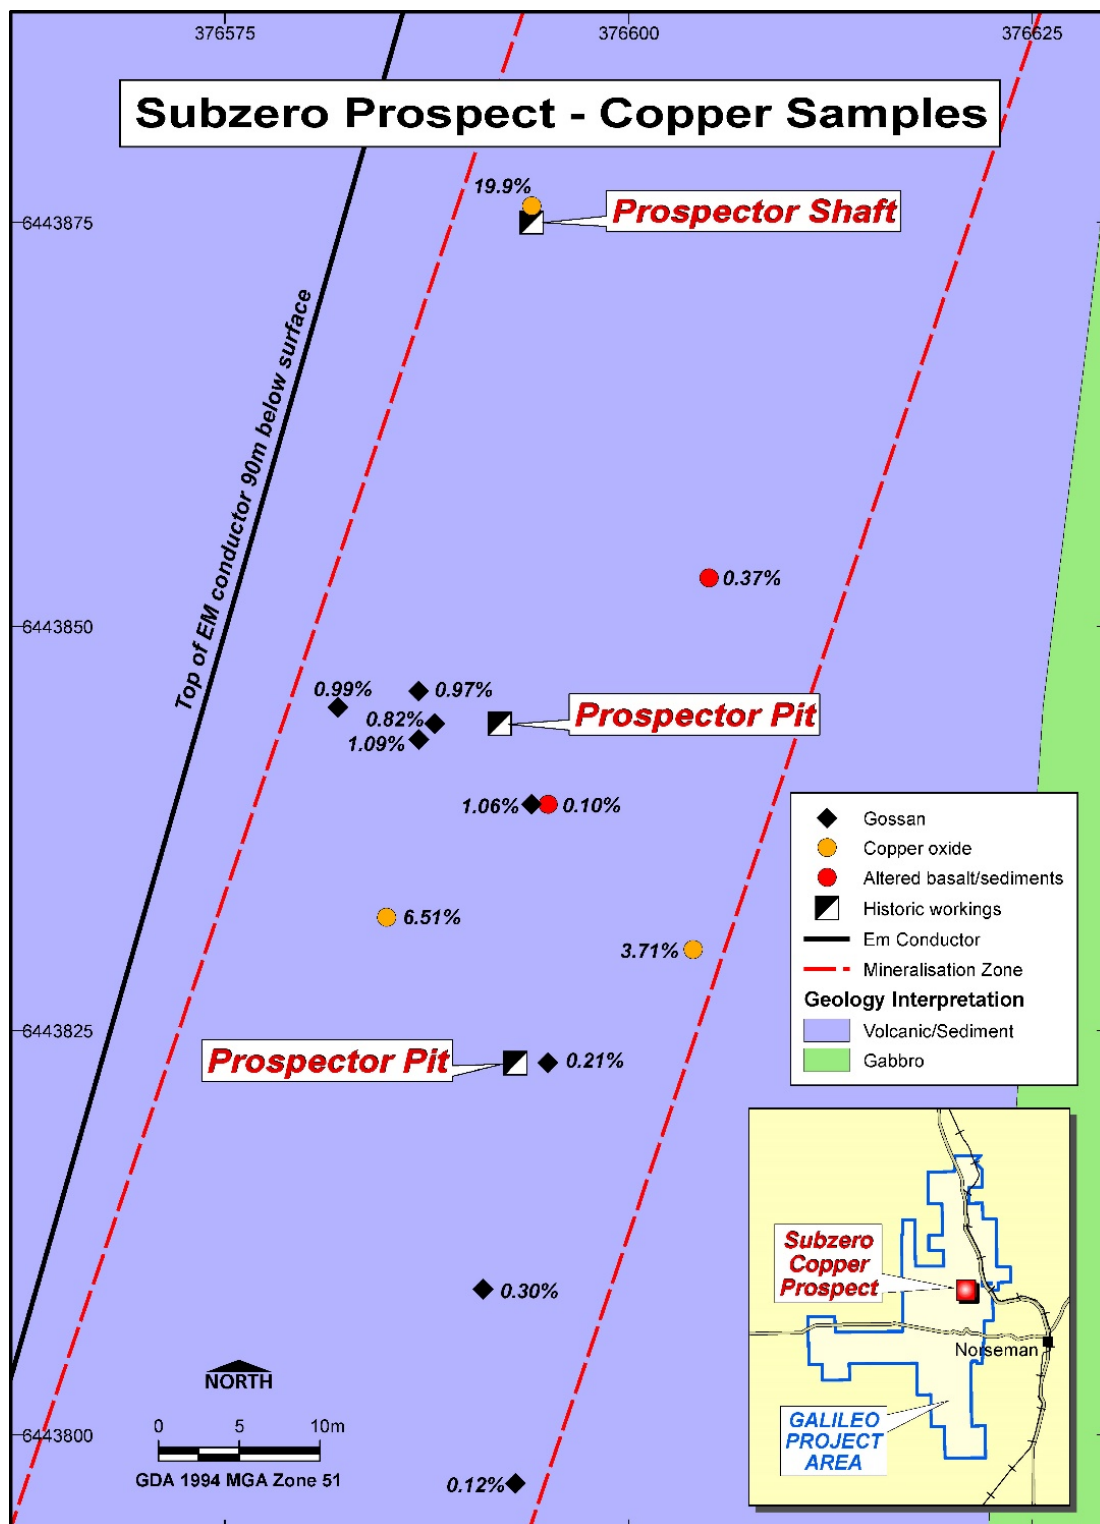 376575
376600
376625
Subzero Prospect - Copper Samples
19.9%
Prospector Shaft
6443875
Top of EM conductor 90m below surface
0.37%
6443850
0.99%
0.97%
0.82%
Prospector Pit
1.09%
1.06%
0.10%
Gossan
Copper oxide
Altered basalt/sediments
Historic workings
Em Conductor
Mineralisation Zone
Geology Interpretation
Volcanic/Sediment
Gabbro
6.51%
3.71%
6443825
Prospector Pit
0.21%
Subzero
Copper
Prospect
Norseman
GALILEO
PROJECT
AREA
0.30%
NORTH
0 5 10m
GDA 1994 MGA Zone 51
6443800
0.12%